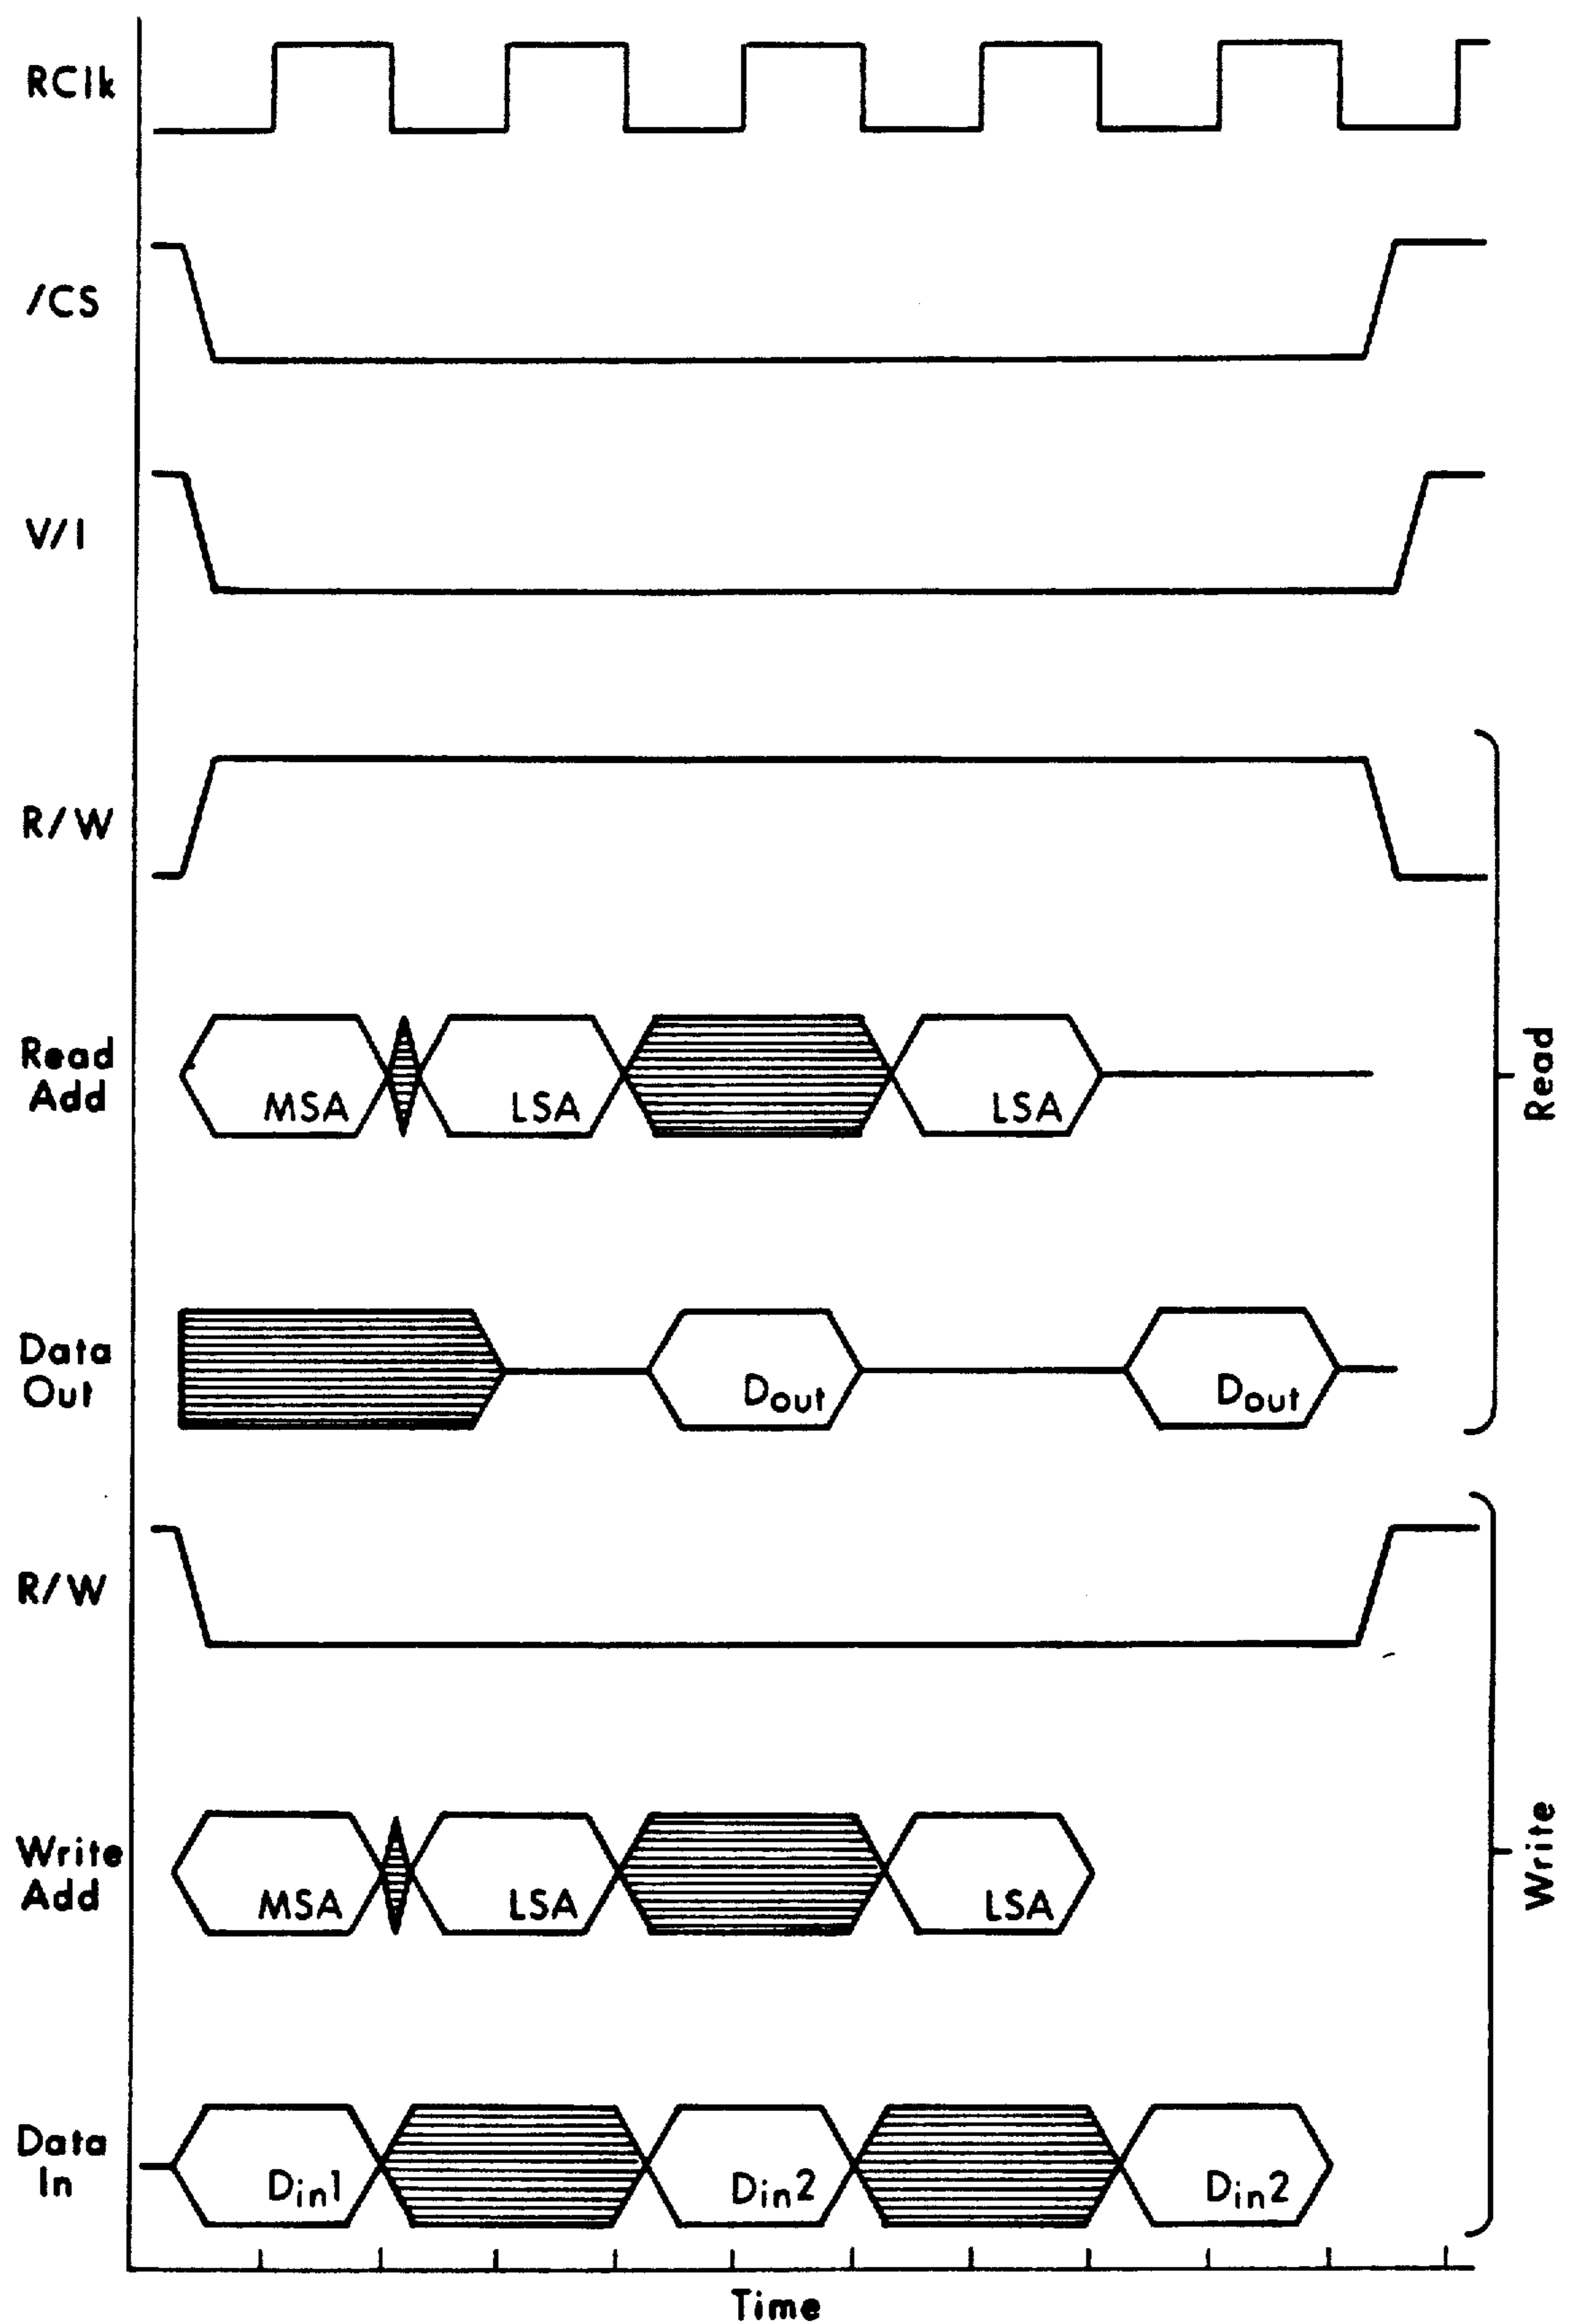 RClk
/CS
V/I
R/W
Read
Add
MSA
LSA
LSA
Read
Data
Out
Dout
Dout
R/W
Write
Add
MSA
LSA
LSA
Write
Data
In
Din1
Din2
Din2
Time